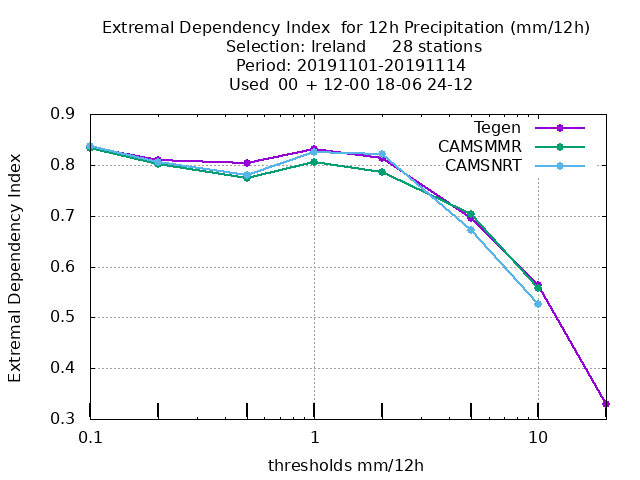 Extremal Dependency Index  for 12h Precipitation (mm/12h)
Selection: Ireland     28 stations
Period: 20191101-20191114
Used  00 + 12-00 18-06 24-12
Tegen
CAMSMMR
CAMSNRT
0.9
0.8
0.7
0.6
0.5
0.4
0.3
Extremal Dependency Index
0.1 1 10
thresholds mm/12h